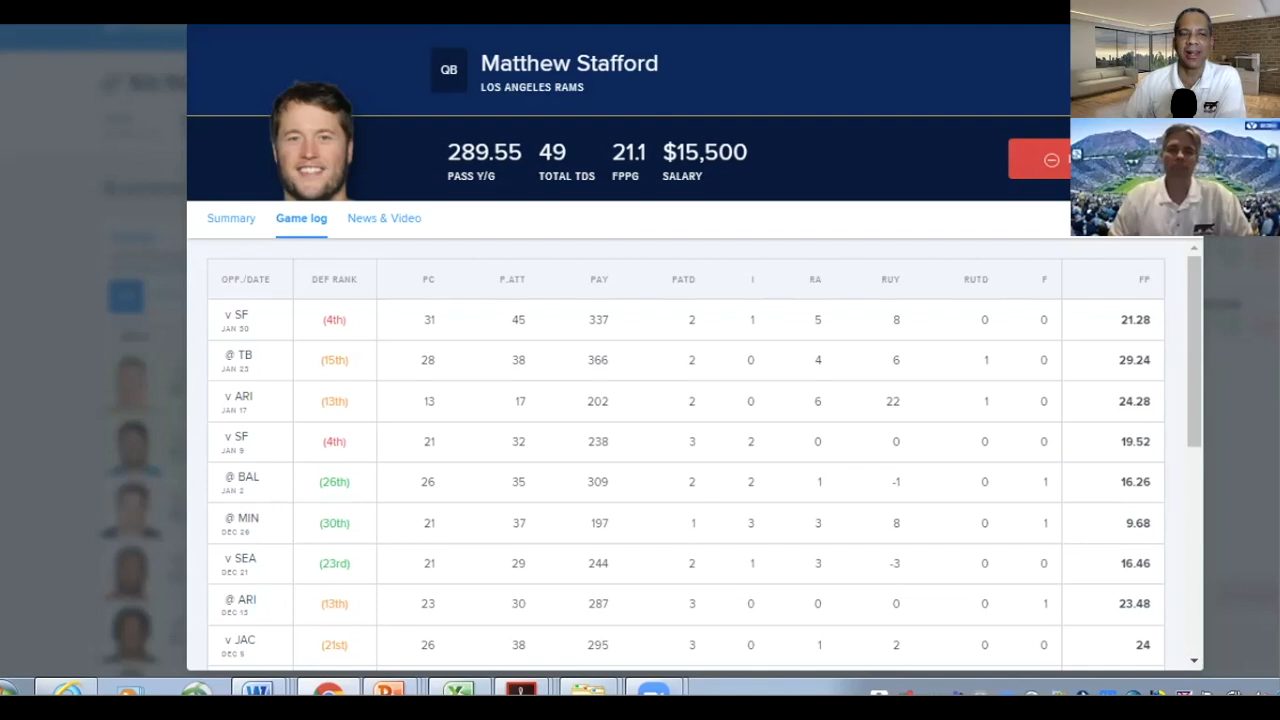 QB
Matthew Stafford
LOS ANGELES RAMS
289.55 49 21.1 $15,500
PASS Y/G TOTAL TDS FPPG SALARY
Summary Game log News & Video
OPP./DATE DEF RANK PC P.ATT PAY PATD I RA RUY RUTD F FP
v SF (4th) 31 45 337 2 1 5 8 0 0 21.28
JAN 30
@ TB (15th) 28 38 366 2 0 4 6 1 0 29.24
JAN 23
v ARI (13th) 13 17 202 2 0 6 22 1 0 24.28
JAN 17
v SF (4th) 21 32 238 3 2 0 0 0 0 19.52
JAN 9
@ BAL (26th) 26 35 309 2 2 1 -1 0 1 16.26
JAN 2
@ MIN (30th) 21 37 197 1 3 3 8 0 1 9.68
DEC 26
v SEA (23rd) 21 29 244 2 1 3 -3 0 0 16.46
DEC 21
@ ARI (13th) 23 30 287 3 0 0 0 0 1 23.48
DEC 13
v JAC (21st) 26 38 295 3 0 1 2 0 0 24
DEC 5